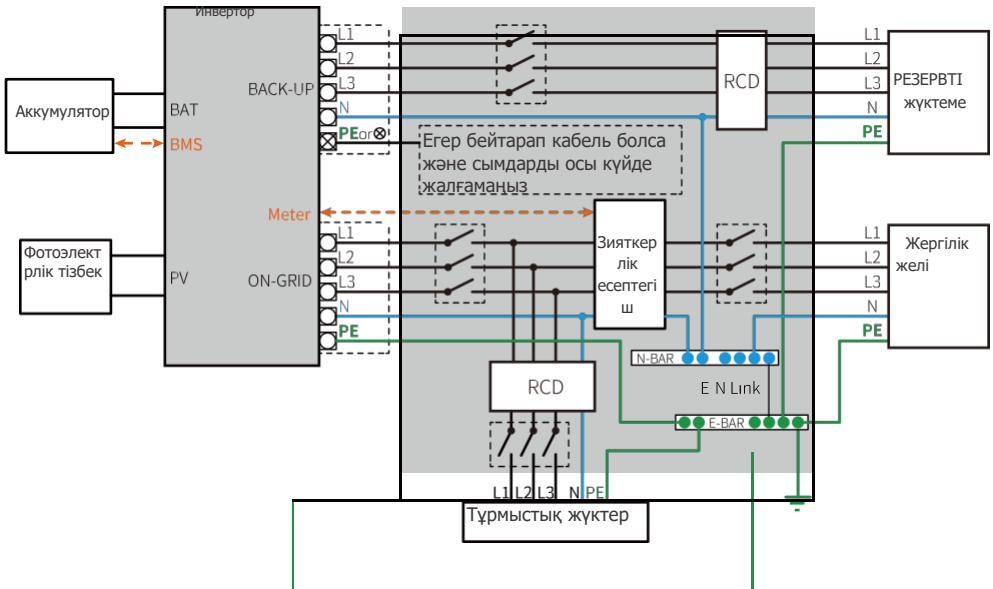 Инвертор
L1
L2
L3
N
PEor⊗
BACK-UP
RCD
L1
L2
L3
N
PE
РЕЗЕРВТІ
жүктеме
Аккумулятор
BAT
BMS
Егер бейтарап кабель болса
және сымдарды осы күйде
жалғамаңыз
Meter
Фотоэлект
рлік тізбек
PV
ON-GRID
L1
L2
L3
N
PE
Зияткер
лік
есептегі
ш
L1
L2
L3
N
PE
Жергілік
желі
N-BAR
E N Link
RCD
E-BAR
L1 L2 L3 N PE
Тұрмыстық жүктер